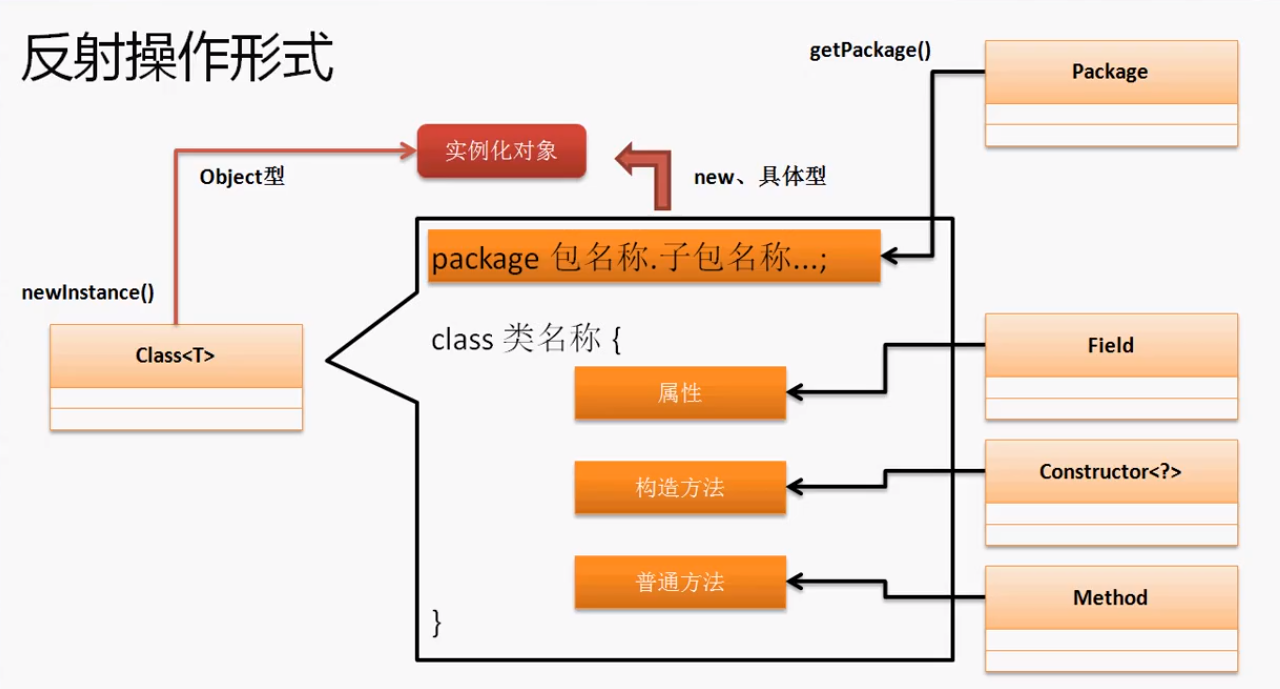 反射操作形式
getPackage()
Package
实例化对象
Object型
new、具体型
package 包名称.子包名称...;
newInstance()
class 类名称 {
Class<T>
Field
属性
Constructor<?>
构造方法
普通方法
Method
}